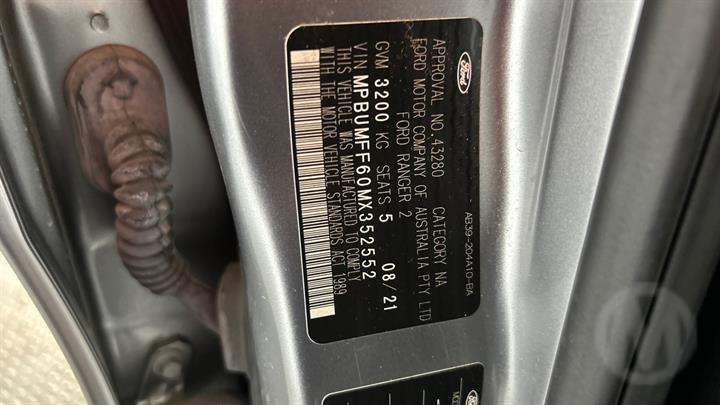 Ford
APPROVAL NO. 43280 CATEGORY NA
FORD MOTOR COMPANY OF AUSTRALIA PTY LTD
FORD RANGER 2
GVM 3200 KG SEATS 5 08/21
VIN MPBUMFF60MX352552
THIS VEHICLE WAS MANUFACTURED TO COMPLY
WITH THE MOTOR VEHICLE STANDARDS ACT 1989
AB39-204A10-BA
Ford
M